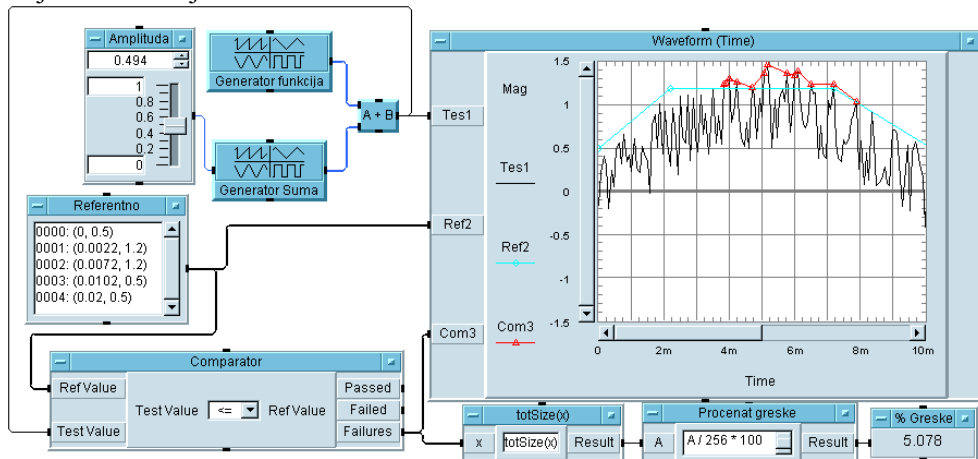 Amplituda
0.494
1
0.8
0.6
0.4
0.2
0
Generator funkcija
A + B
Generator Suma
Referentno
0000: (0, 0.5)
0001: (0.0022, 1.2)
0002: (0.0072, 1.2)
0003: (0.0102, 0.5)
0004: (0.02, 0.5)
Waveform (Time)
Tes1
Ref2
Com3
Mag
Tes1
Ref2
Com3
1.5
1
0.5
0
-0.5
-1
-1.5
0 2m 4m 6m 8m 10m
Time
Comparator
Ref Value
Test Value
Test Value <= Ref Value
Passed
Failed
Failures
totSize(x)
x totSize(x) Result
Procenat greske
A A / 256 * 100 Result
% Greske
5.078